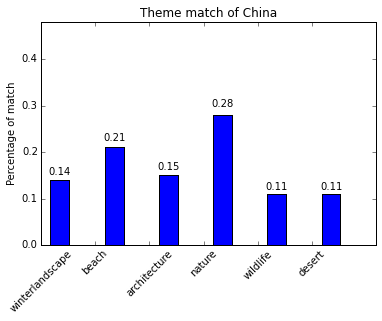 Theme match of China
Percentage of match
0.4
0.3
0.2
0.1
0.0
0.14
0.21
0.15
0.28
0.11
0.11
winterlandscape
beach
architecture
nature
wildlife
desert